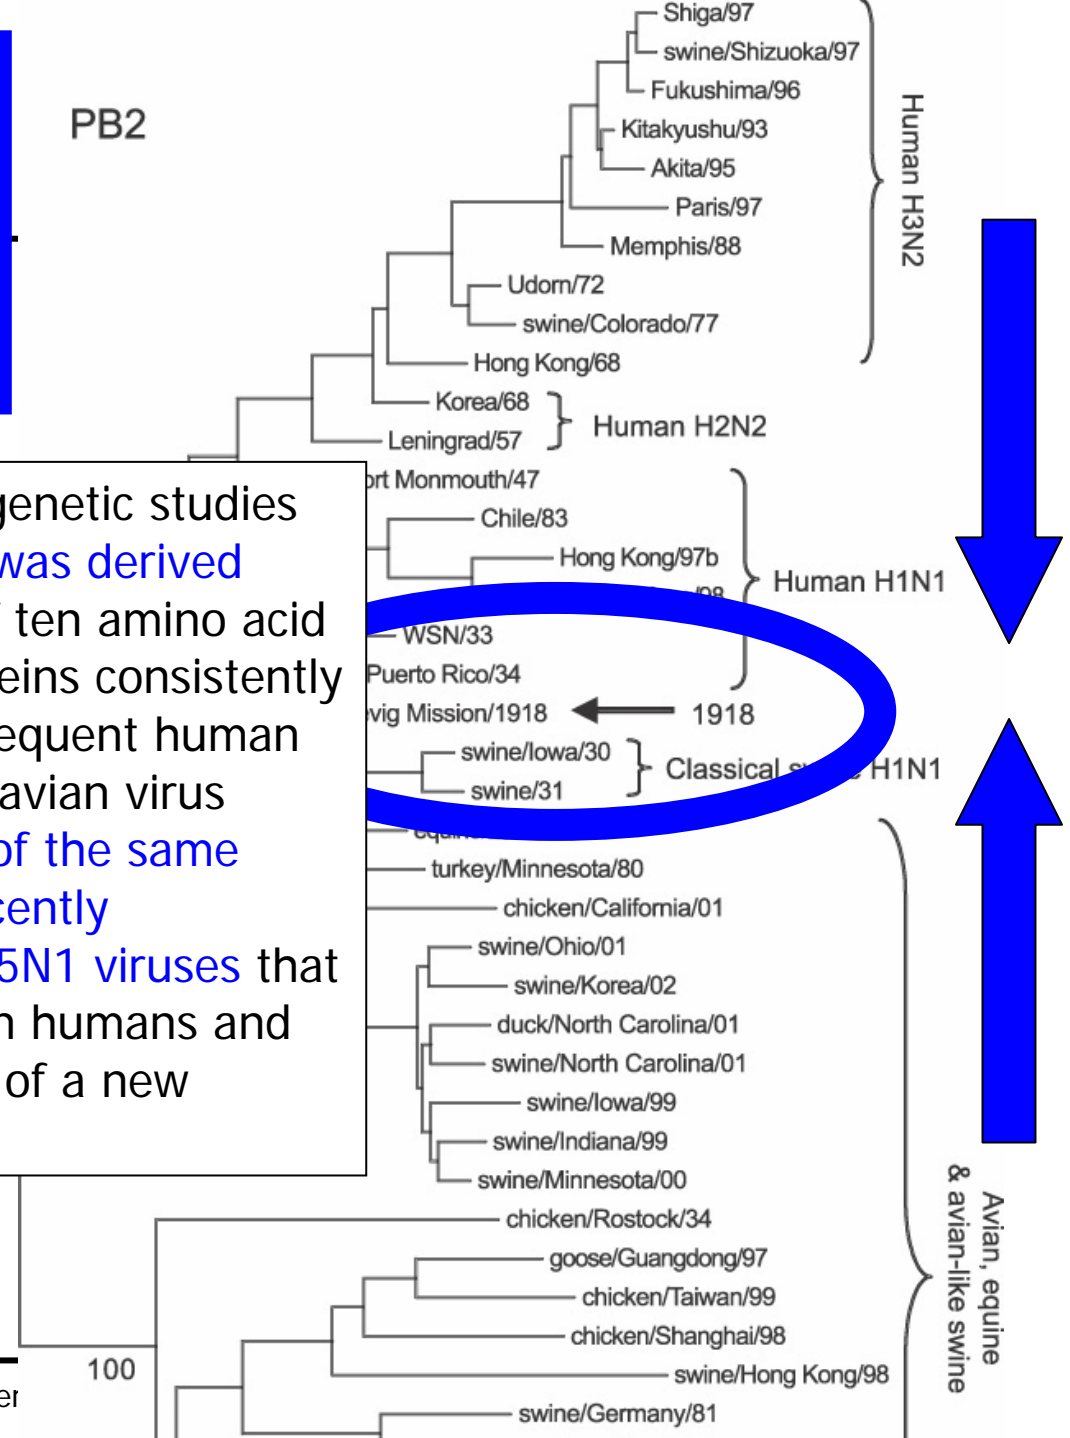 PB2
Shiga/97
swine/Shizuoka/97
Fukushima/96
Kitakyushu/93
Akita/95
Paris/97
Memphis/88
Udorn/72
swine/Colorado/77
Hong Kong/68
Human H3N2
Korea/68
Leningrad/57
Human H2N2
ort Monmouth/47
Chile/83
Hong Kong/97b
WSN/33
Puerto Rico/34
Human H1N1
evig Mission/1918
1918
swine/Iowa/30
swine/31
Classical swine H1N1
turkey/Minnesota/80
chicken/California/01
swine/Ohio/01
swine/Korea/02
duck/North Carolina/01
swine/North Carolina/01
swine/Iowa/99
swine/Indiana/99
swine/Minnesota/00
chicken/Rostock/34
goose/Guangdong/97
chicken/Taiwan/99
chicken/Shanghai/98
swine/Hong Kong/98
swine/Germany/81
Avian, equine
& avian-like swine
100
genetic studies
was derived
ten amino acid
eins consistently
equent human
avian virus
of the same
cently
5N1 viruses that
n humans and
of a new
er